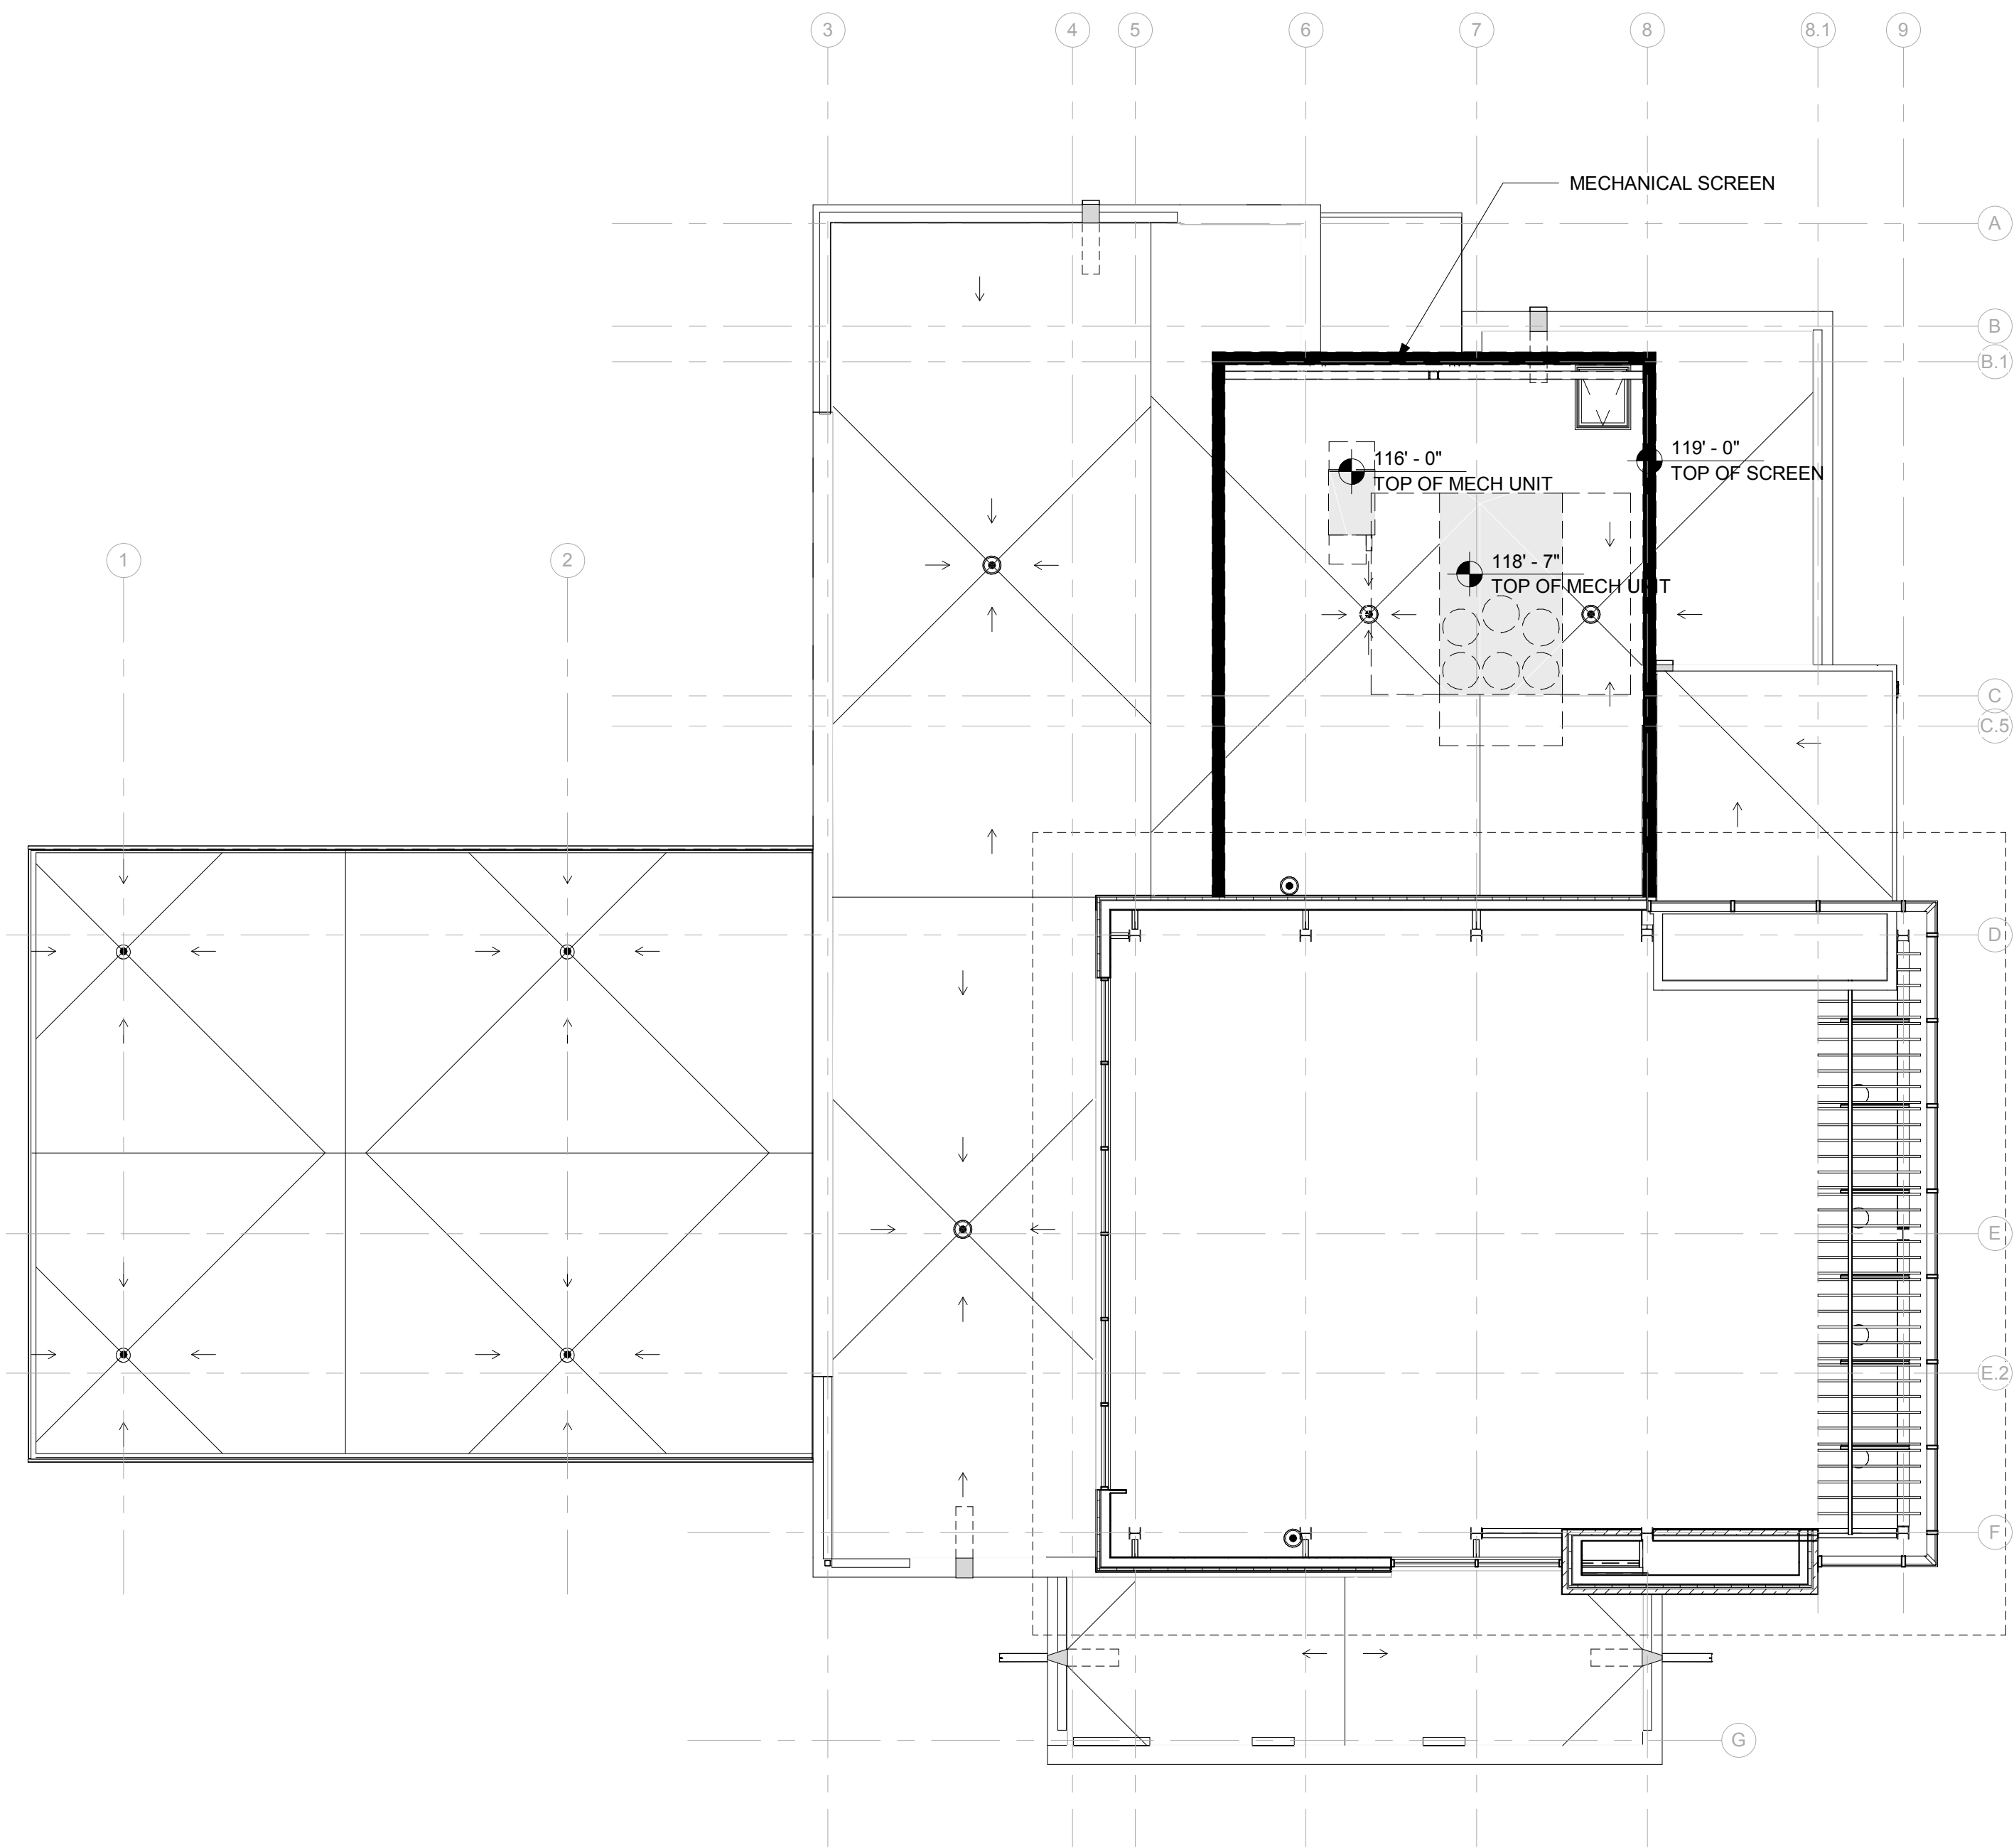 3
4
5
6
7
8
8.1
9
MECHANICAL SCREEN
A
B
B.1
119' - 0"
TOP OF SCREEN
116' - 0"
TOP OF MECH UNIT
1
2
118' - 7"
TOP OF MECH UNIT
C
C.5
D
E
E.2
F
G